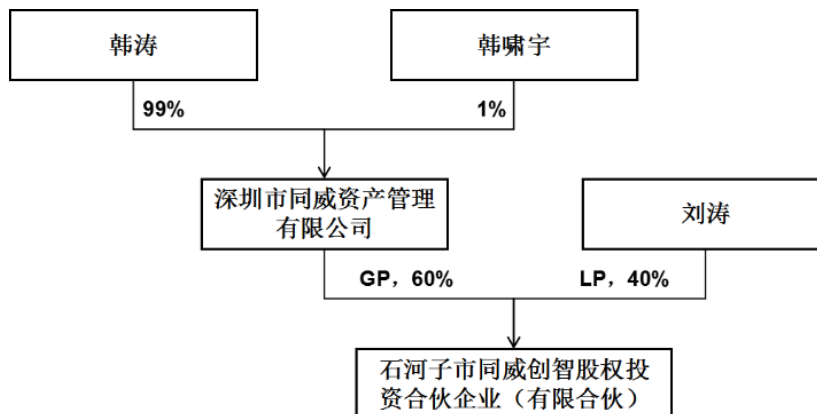 韩涛
韩啸宇
99%
1%
深圳市同威资产管理
有限公司
刘涛
GP，60%
LP，40%
石河子市同威创智股权投
资合伙企业（有限合伙）